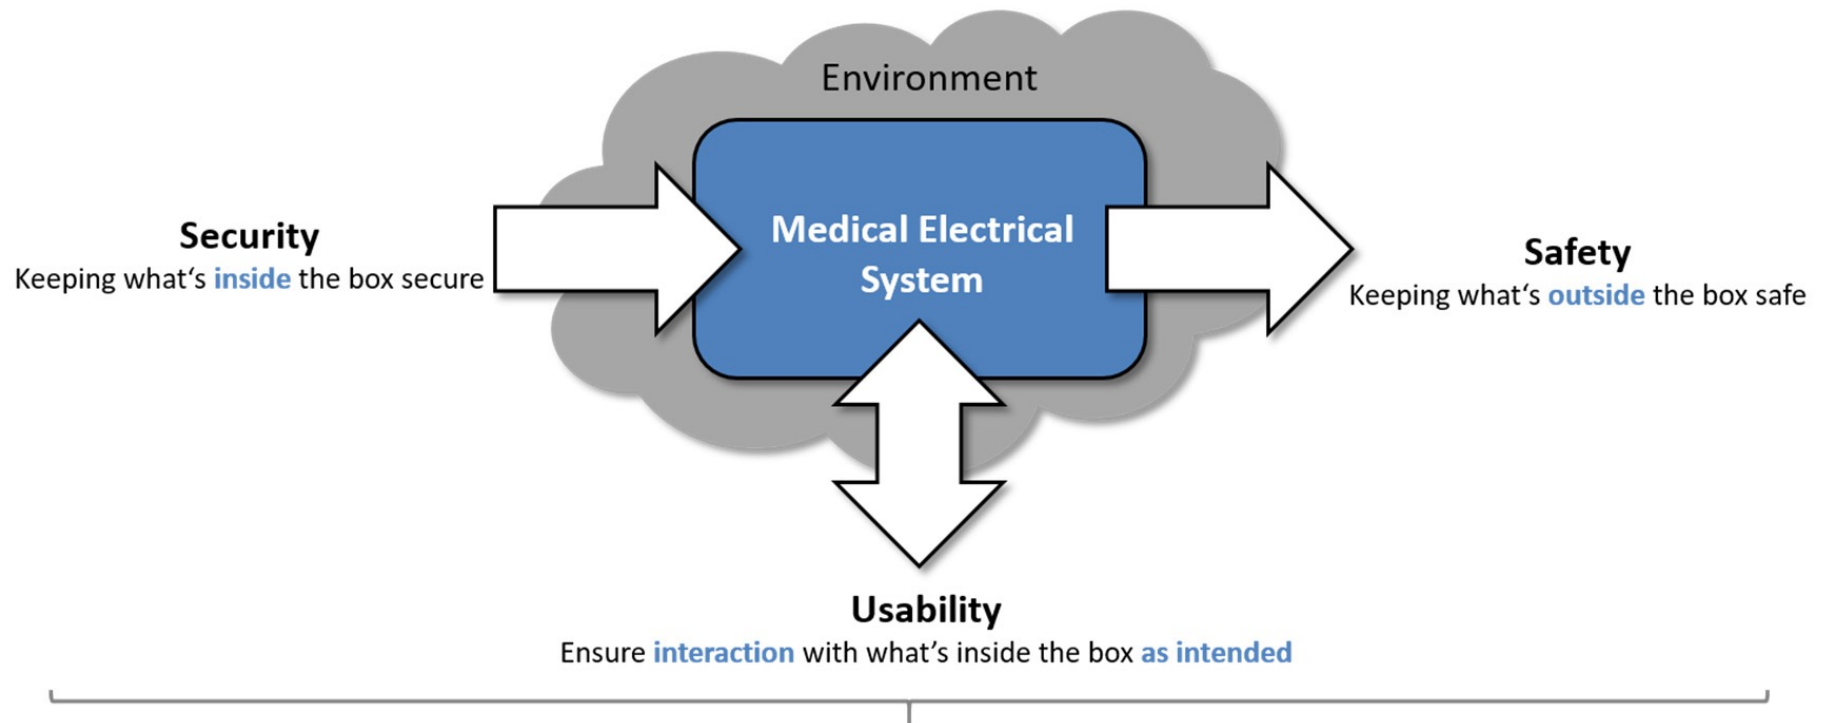 Environment
Medical Electrical
System
Security
Keeping what‘s inside the box secure
Safety
Keeping what‘s outside the box safe
Usability
Ensure interaction with what’s inside the box as intended